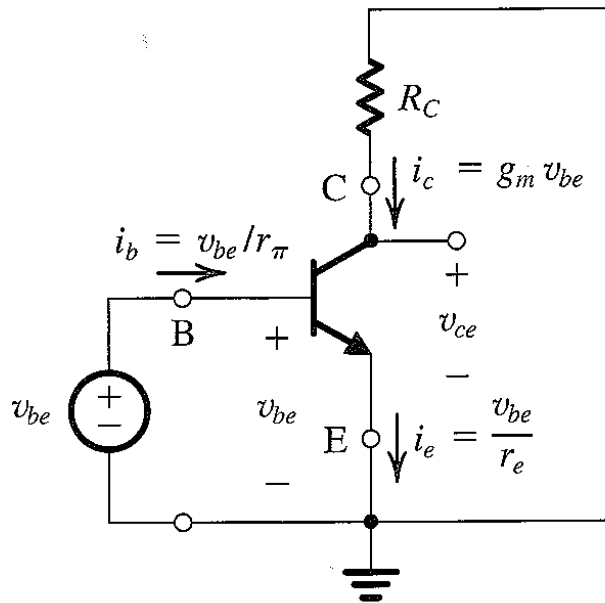 R_C
C
i_c = g_m v_be
i_b = v_be/r_π
B
+
+
v_ce
−
v_be
+
−
v_be
E
i_e = v_be/r_e
−